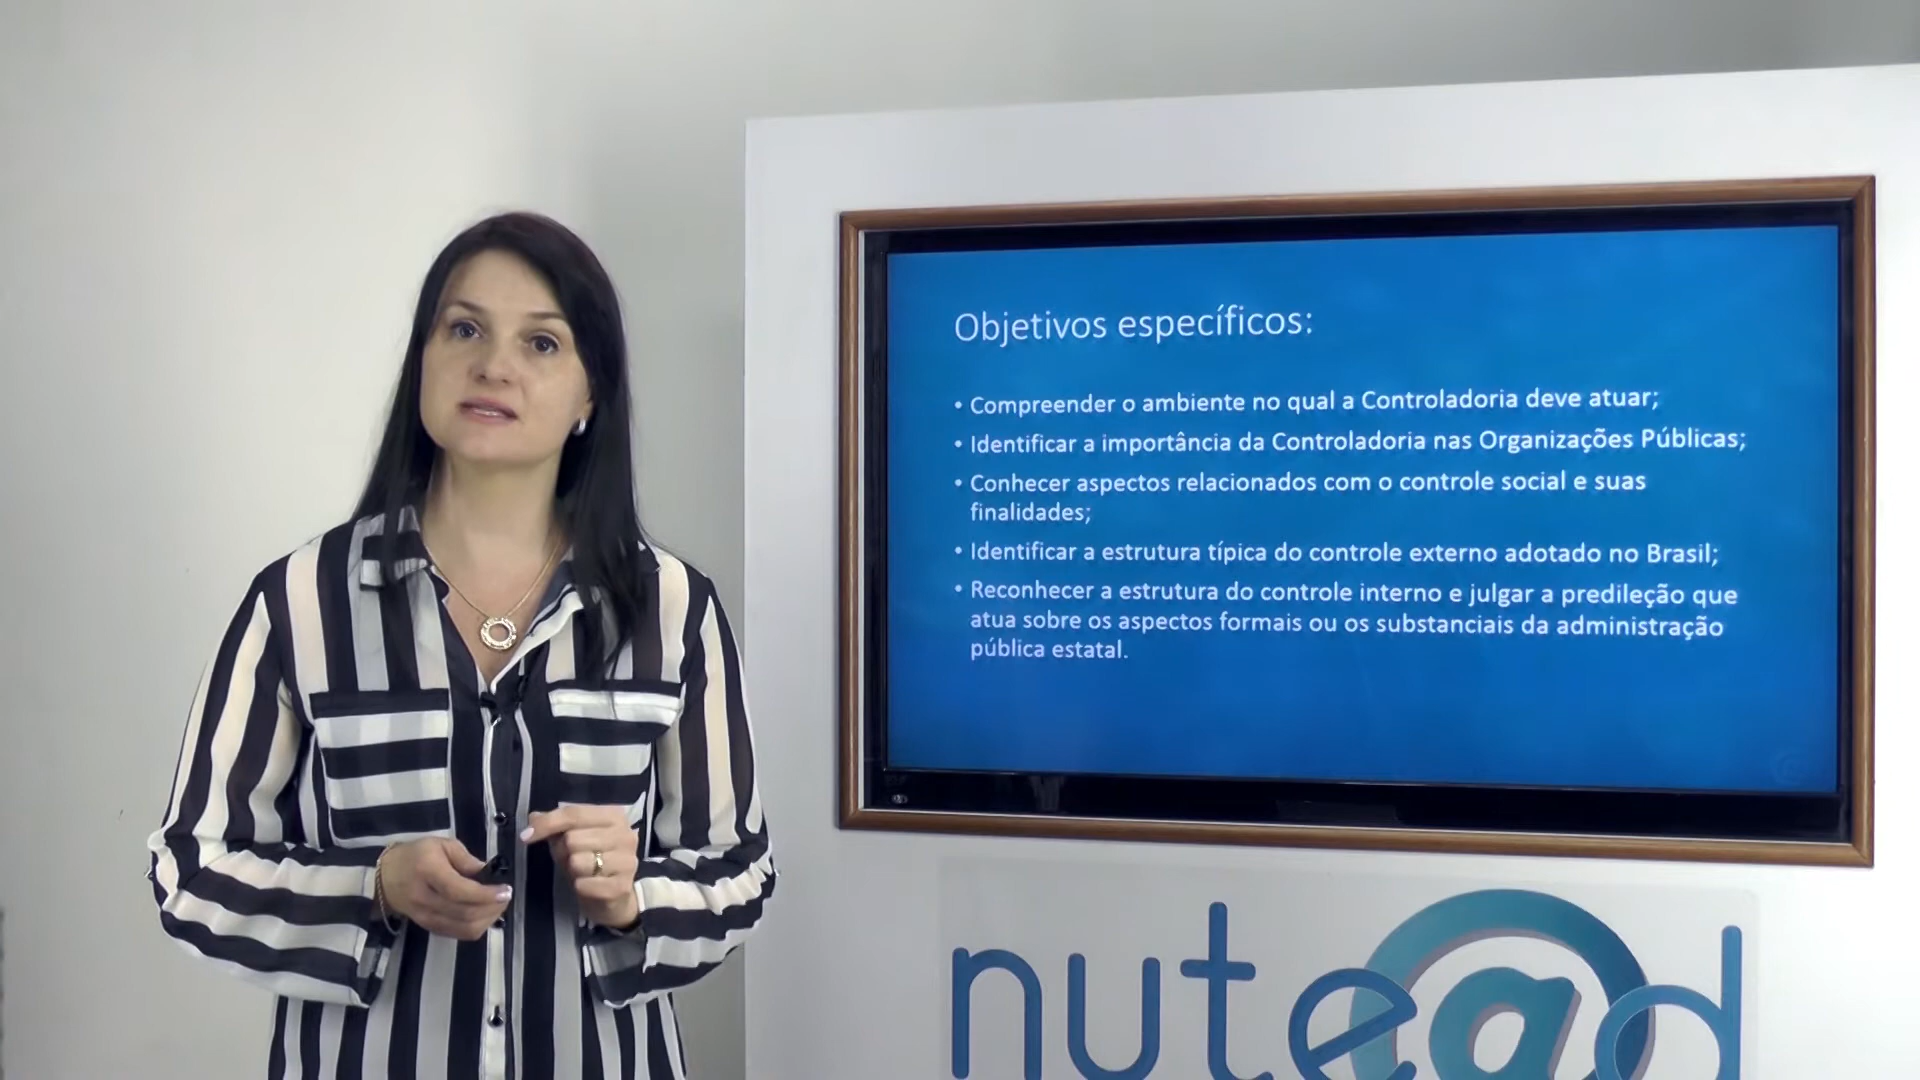 Objetivos específicos:
• Compreender o ambiente no qual a Controladoria deve atuar;
• Identificar a importância da Controladoria nas Organizações Públicas;
• Conhecer aspectos relacionados com o controle social e suas
finalidades;
• Identificar a estrutura típica do controle externo adotado no Brasil;
• Reconhecer a estrutura do controle interno e julgar a predileção que
atua sobre os aspectos formais ou os substanciais da administração
pública estatal.
nutead